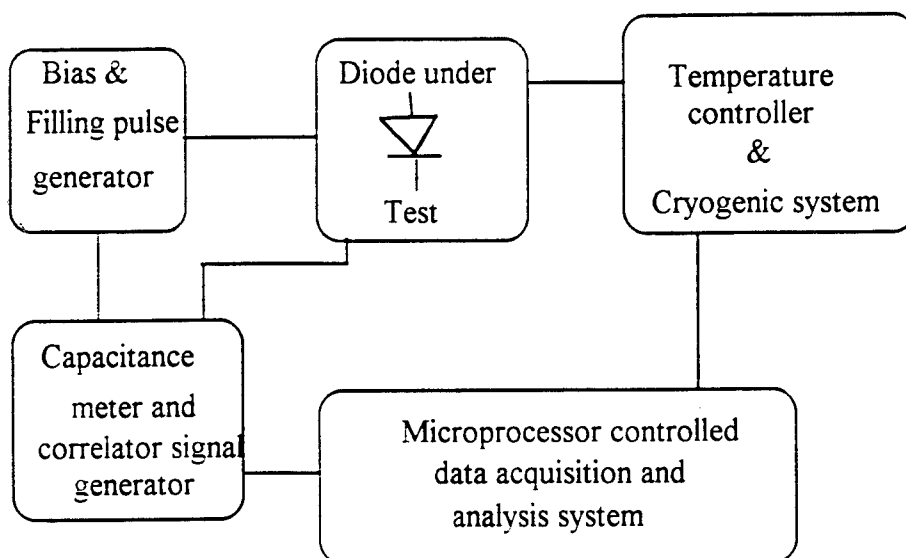 Bias &
Filling pulse
generator
Diode under
Test
Temperature
controller
&
Cryogenic system
Capacitance
meter and
correlator signal
generator
Microprocessor controlled
data acquisition and
analysis system